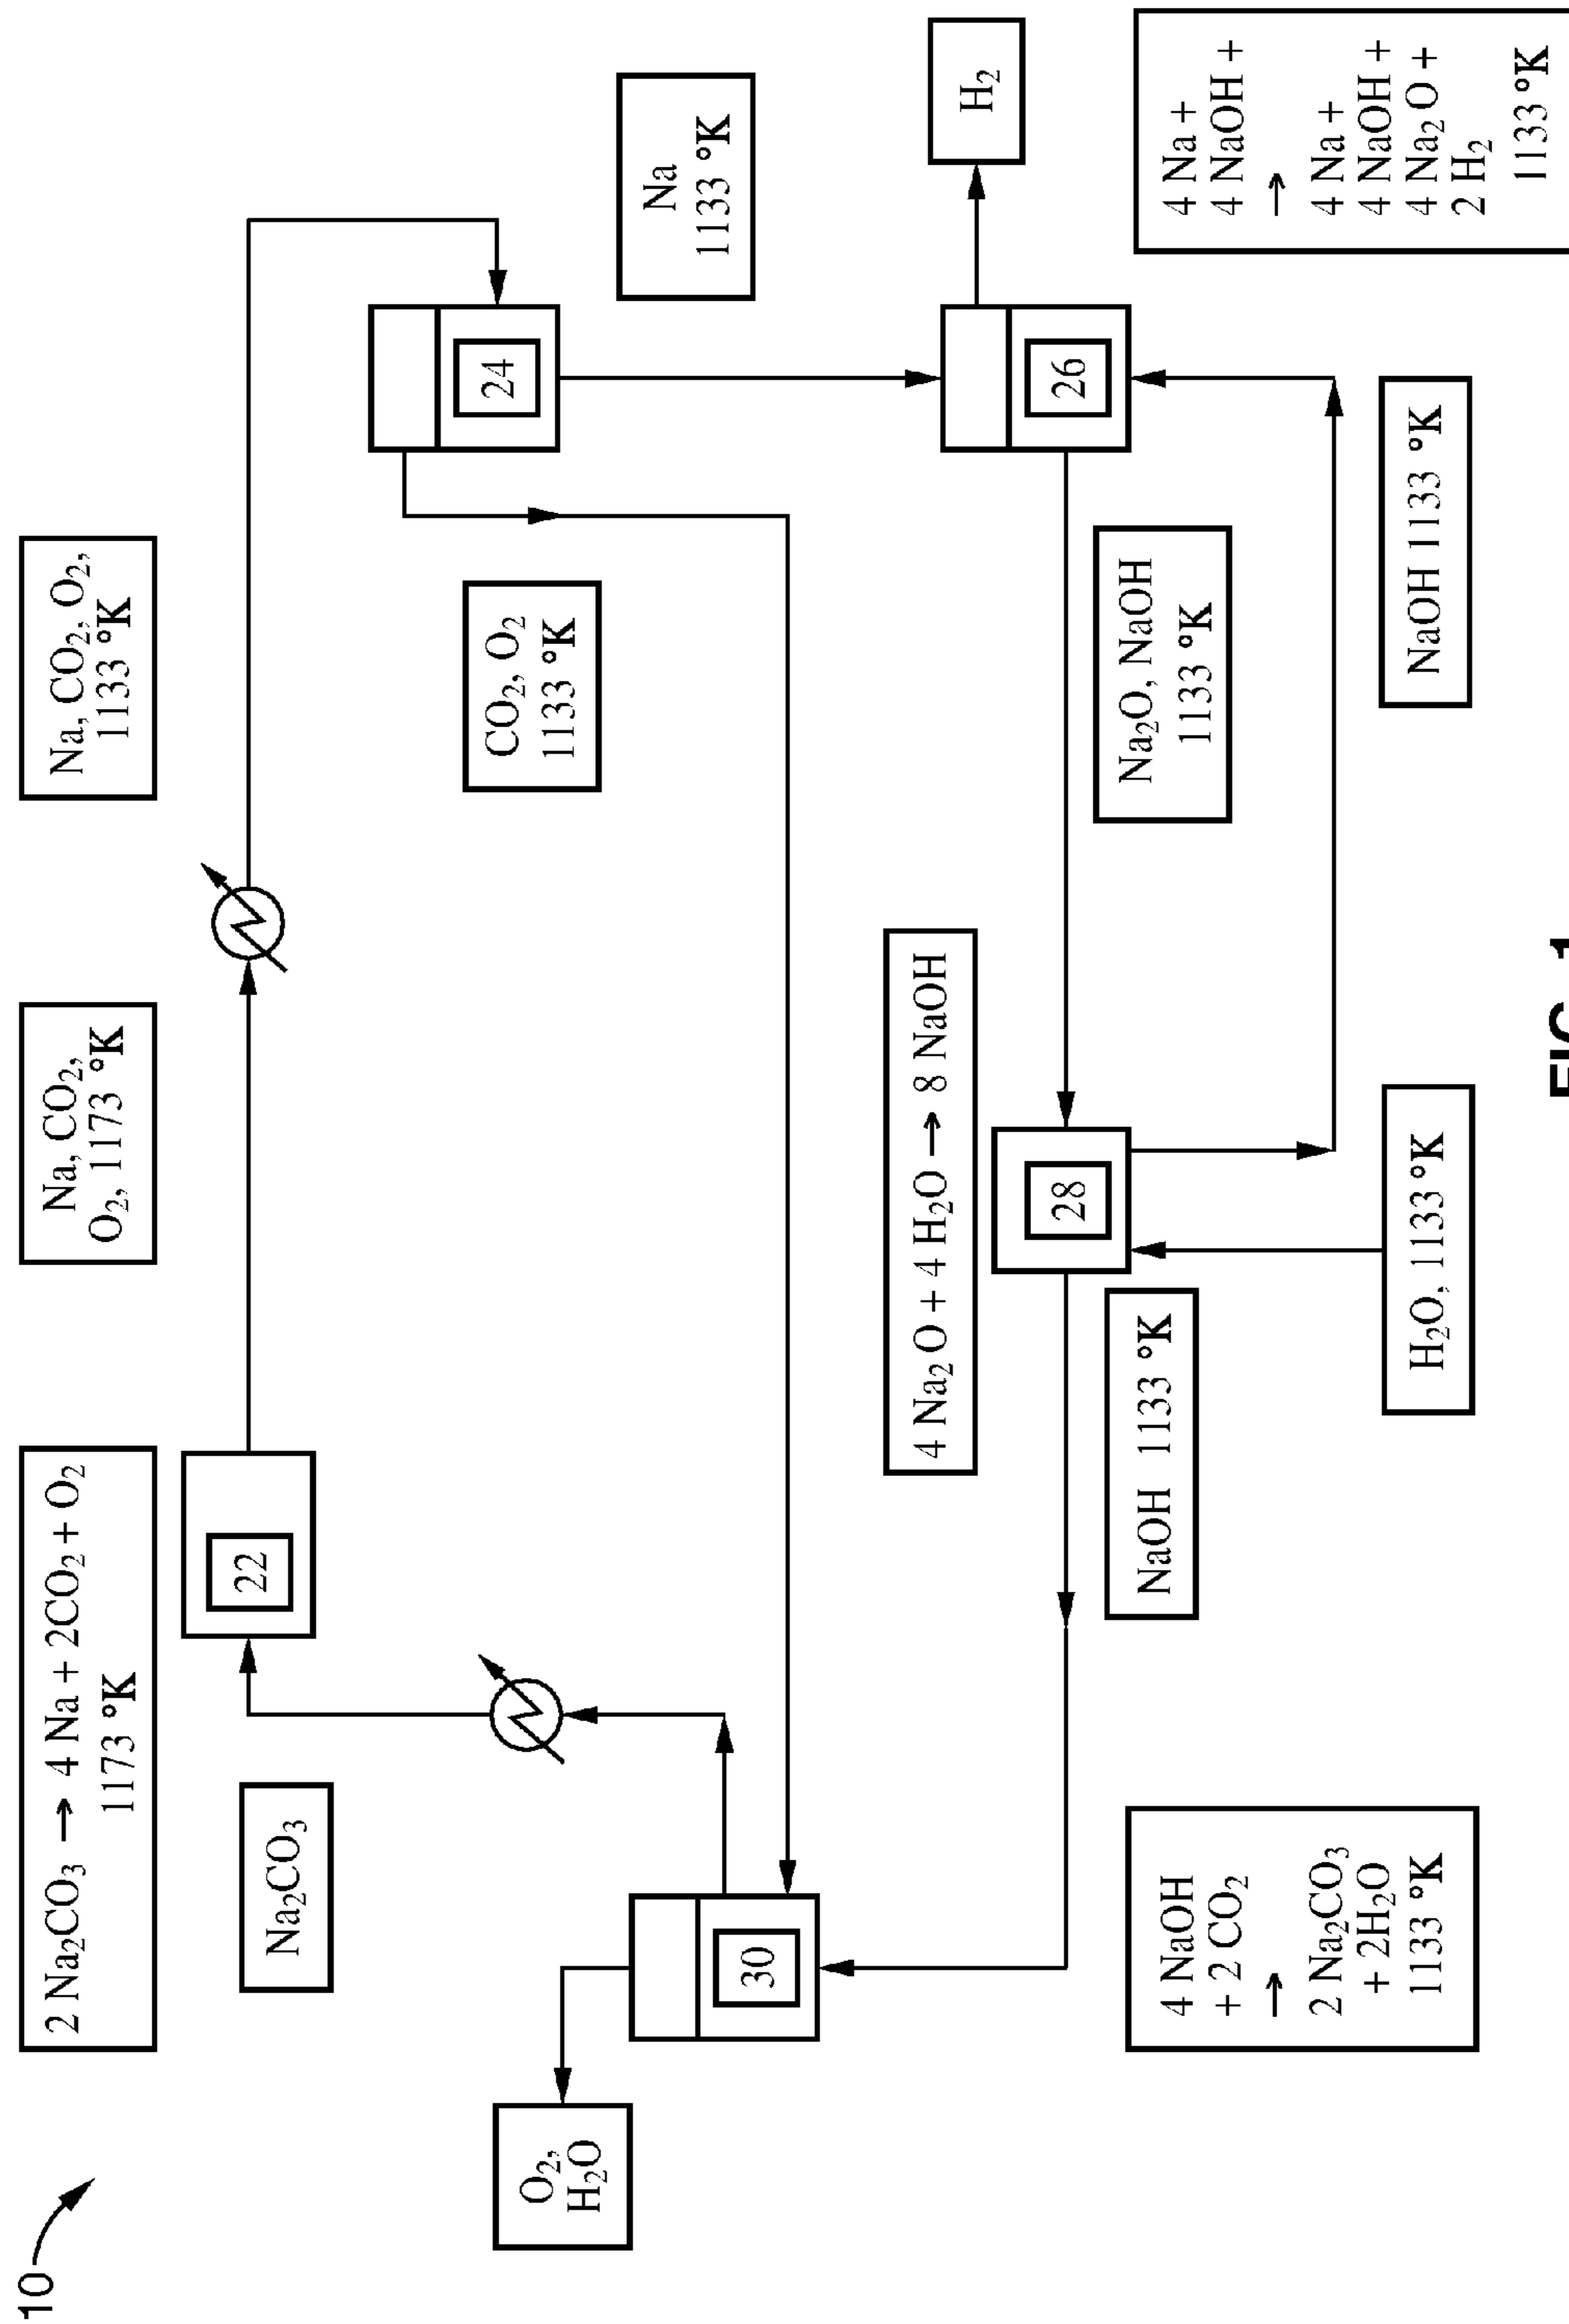 10
2 Na₂CO₃ → 4 Na + 2CO₂ + O₂
1173 °K
Na, CO₂,
O₂, 1173 °K
Na, CO₂, O₂,
1133 °K
22
Na₂CO₃
24
CO₂, O₂
1133 °K
Na
1133 °K
O₂,
H₂O
30
4 Na₂O + 4 H₂O → 8 NaOH
H₂
28
26
NaOH 1133 °K
Na₂O, NaOH
1133 °K
4 NaOH
+ 2 CO₂
→
2 Na₂CO₃
+ 2H₂O
1133 °K
H₂O, 1133 °K
NaOH 1133 °K
4 Na +
4 NaOH +
→
4 Na +
4 NaOH +
4 Na₂O +
2 H₂
1133 °K
FIG. 1